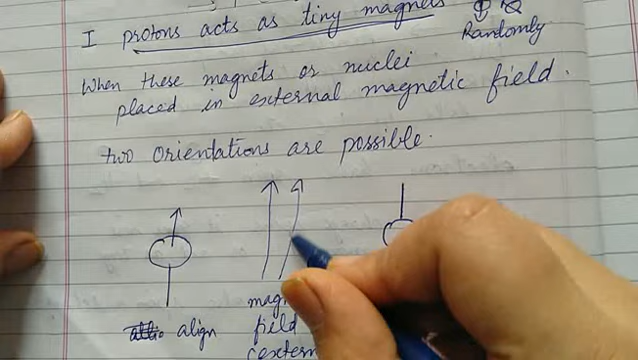 I protons acts as tiny magnets
Randomly
When these magnets or nuclei
placed in external magnetic field.
two orientations are possible.
align
field